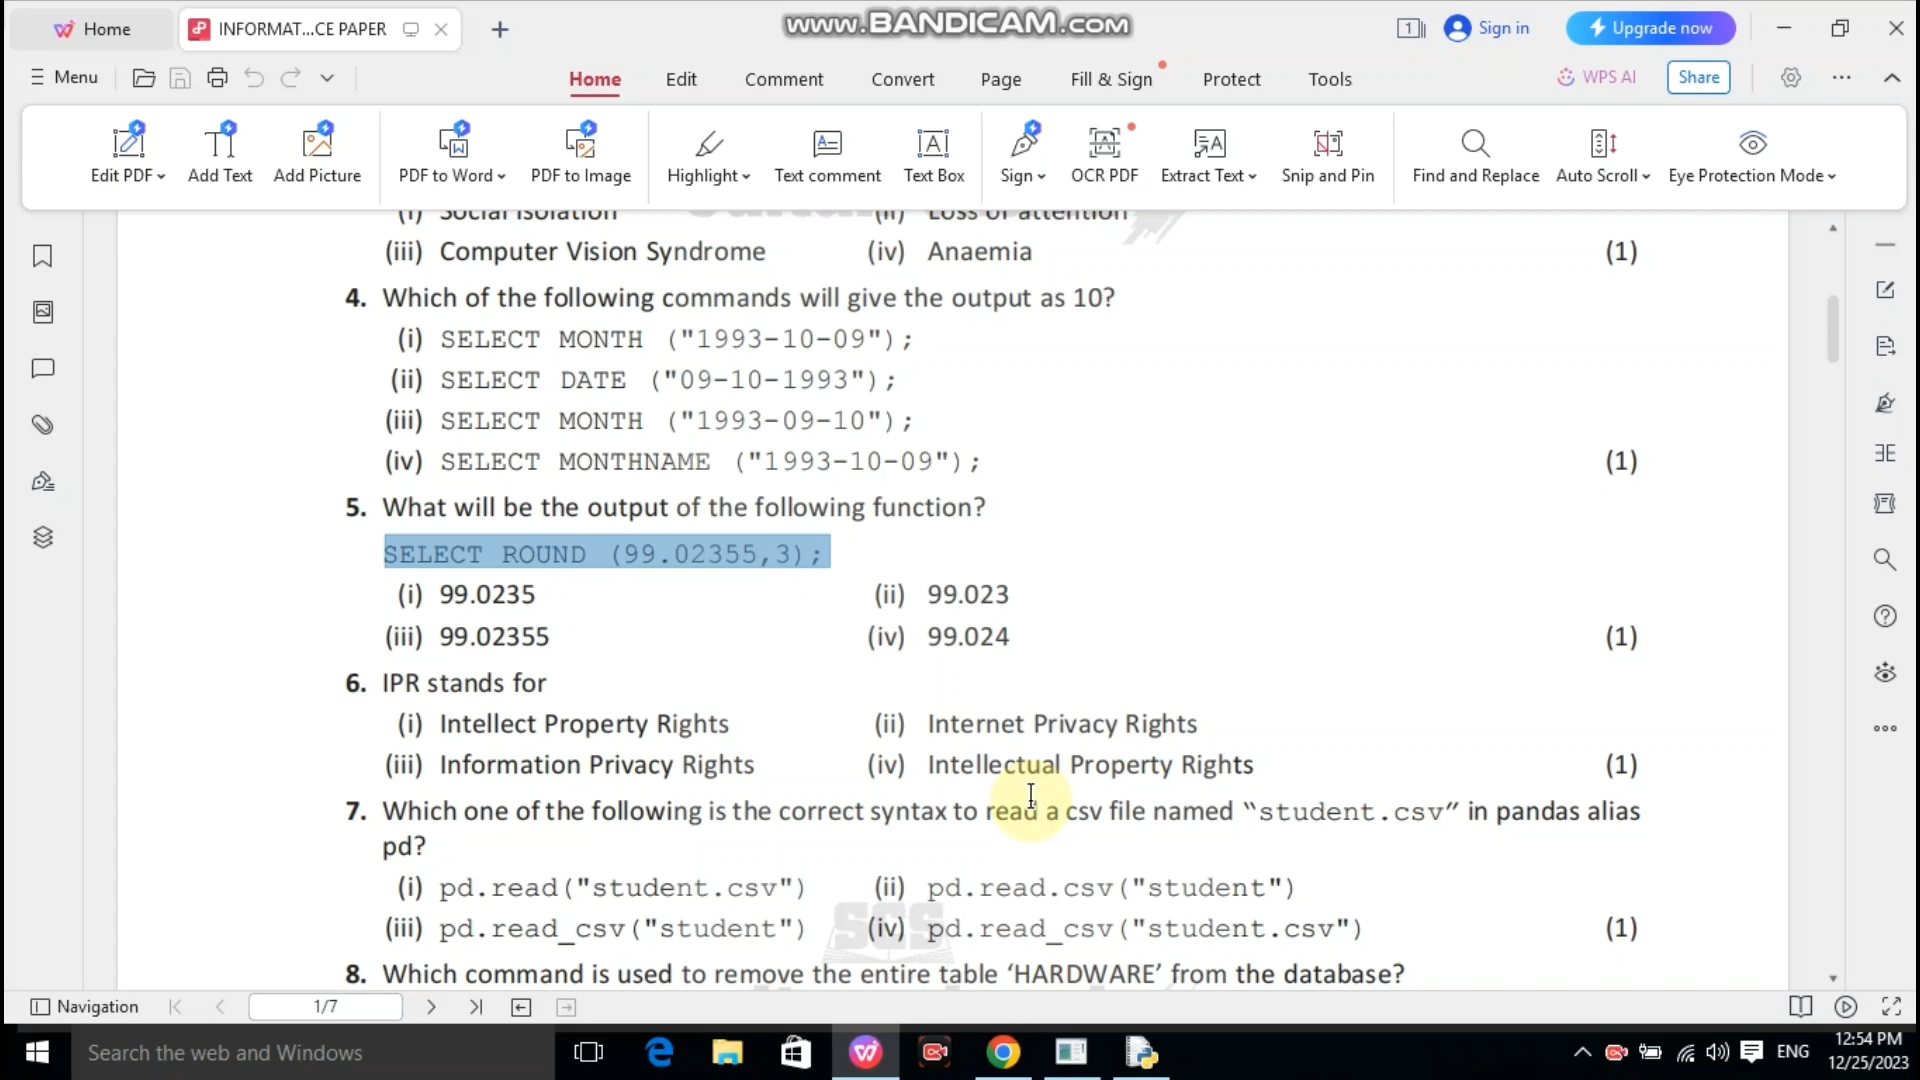 Home
INFORMAT...CE PAPER
www.BANDICAM.com
1
Sign in
Upgrade now
Menu
Home
Edit
Comment
Convert
Page
Fill & Sign
Protect
Tools
WPS AI
Share
Edit PDF
Add Text
Add Picture
PDF to Word
PDF to Image
Highlight
Text comment
Text Box
Sign
OCR PDF
Extract Text
Snip and Pin
Find and Replace
Auto Scroll
Eye Protection Mode
(i) Social Isolation (ii) Loss of attention
(iii) Computer Vision Syndrome (iv) Anaemia (1)
4. Which of the following commands will give the output as 10?
(i) SELECT MONTH ("1993-10-09");
(ii) SELECT DATE ("09-10-1993");
(iii) SELECT MONTH ("1993-09-10");
(iv) SELECT MONTHNAME ("1993-10-09"); (1)
5. What will be the output of the following function?
SELECT ROUND (99.02355,3);
(i) 99.0235 (ii) 99.023
(iii) 99.02355 (iv) 99.024 (1)
6. IPR stands for
(i) Intellect Property Rights (ii) Internet Privacy Rights
(iii) Information Privacy Rights (iv) Intellectual Property Rights (1)
7. Which one of the following is the correct syntax to read a csv file named “student.csv” in pandas alias
pd?
(i) pd.read("student.csv") (ii) pd.read.csv("student")
(iii) pd.read_csv("student") (iv) pd.read_csv("student.csv") (1)
SGS
8. Which command is used to remove the entire table ‘HARDWARE’ from the database?
Navigation
1/7
Search the web and Windows
ENG
12:54 PM
12/25/2023